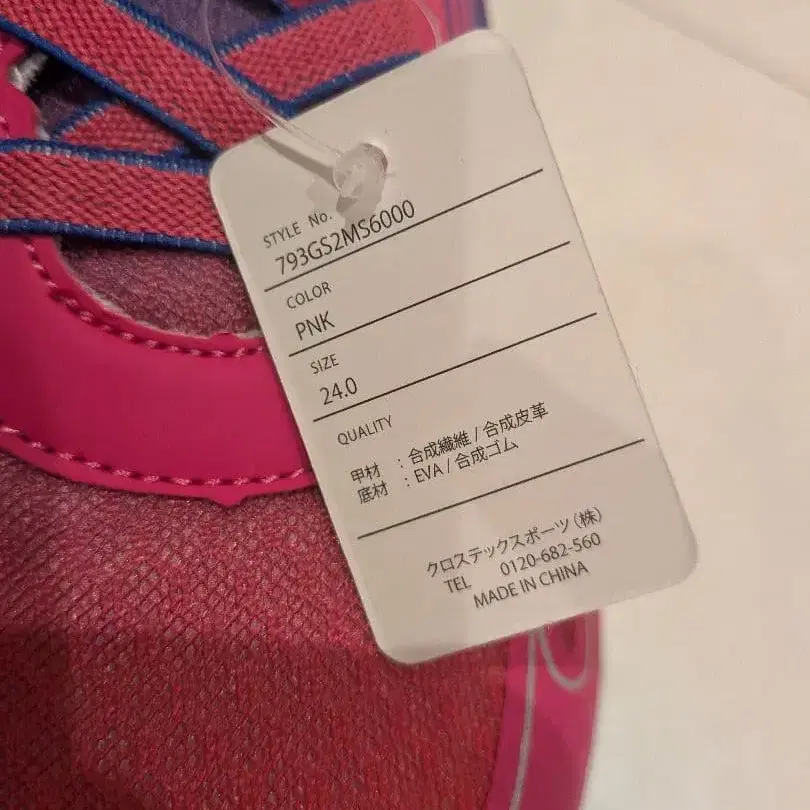 STYLE No.
793GS2MS6000
COLOR
PNK
SIZE
24.0
QUALITY
甲材 : 合成繊維 / 合成皮革
底材 : EVA / 合成ゴム
クロステックスポーツ(株)
TEL 0120-682-560
MADE IN CHINA